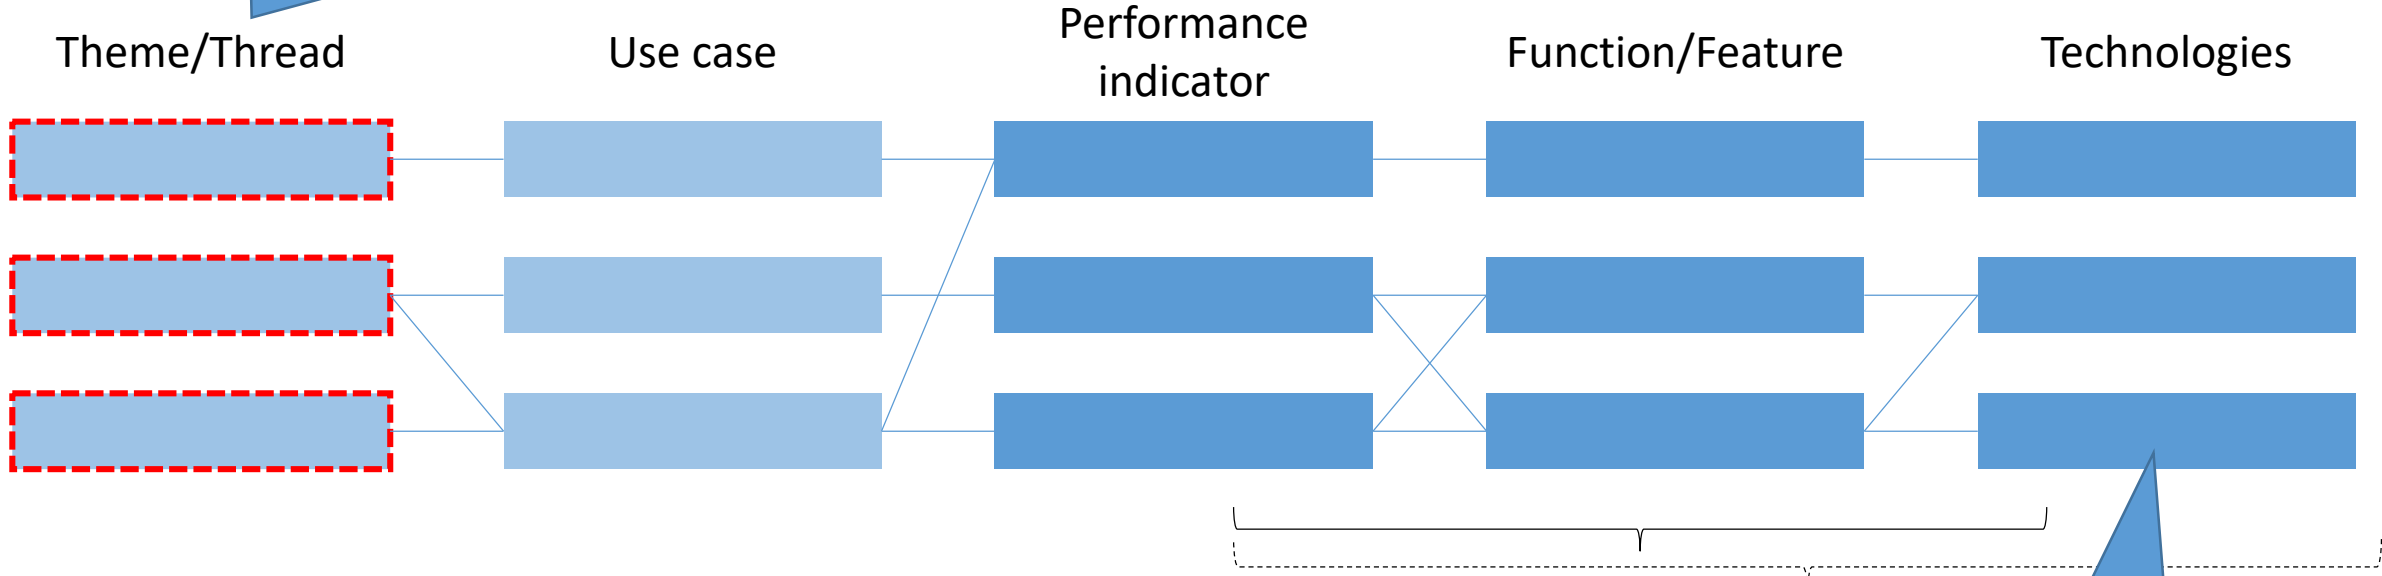 Theme/Thread
Use case
Performance
indicator
Function/Feature
Technologies